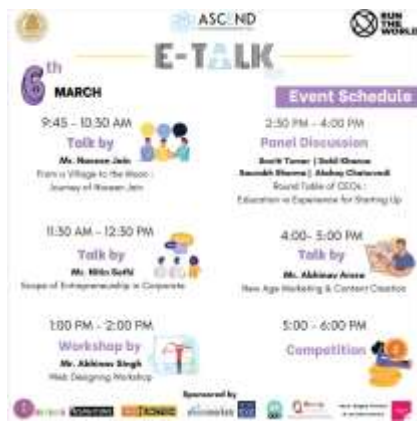 ASCEND
RUN
THE
WORLD
E-TALK
6th
MARCH
Event Schedule
9:45 - 10:30 AM
Talk by
Mr. Naveen Jain
From a Village to the Moon :
Journey of Naveen Jain
2:30 PM - 4:00 PM
Panel Discussion
Round Table of CEOs :
Education vs Experience for Starting Up
11:30 AM - 12:30 PM
Talk by
Mr. Nitin Sethi
Scope of Entrepreneurship in Corporate
4:00- 5:00 PM
Talk by
Mr. Abhinav Arora
New Age Marketing & Content Creation
1:00 PM - 2:00 PM
Workshop by
Mr. Abhinav Singh
Web Designing Workshop
5:00 - 6:00 PM
Competition
Sponsored by